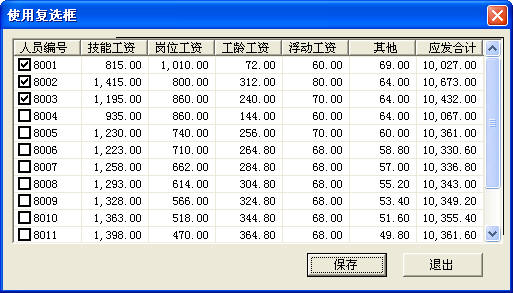 使用复选框
人员编号 技能工资 岗位工资 工龄工资 浮动工资 其他 应发合计
8001 815.00 1,010.00 72.00 60.00 69.00 10,027.00
8002 1,415.00 800.00 312.00 80.00 64.00 10,673.00
8003 1,195.00 860.00 240.00 70.00 64.00 10,432.00
8004 935.00 860.00 144.00 60.00 64.00 10,067.00
8005 1,230.00 740.00 256.00 70.00 64.00 10,361.00
8006 1,223.00 710.00 264.80 68.00 58.80 10,330.60
8007 1,258.00 662.00 284.80 68.00 57.00 10,336.80
8008 1,293.00 614.00 304.80 68.00 55.20 10,343.00
8009 1,328.00 566.00 324.80 68.00 53.40 10,349.20
8010 1,363.00 518.00 344.80 68.00 51.60 10,355.40
8011 1,398.00 470.00 364.80 68.00 49.80 10,361.60
保存 退出